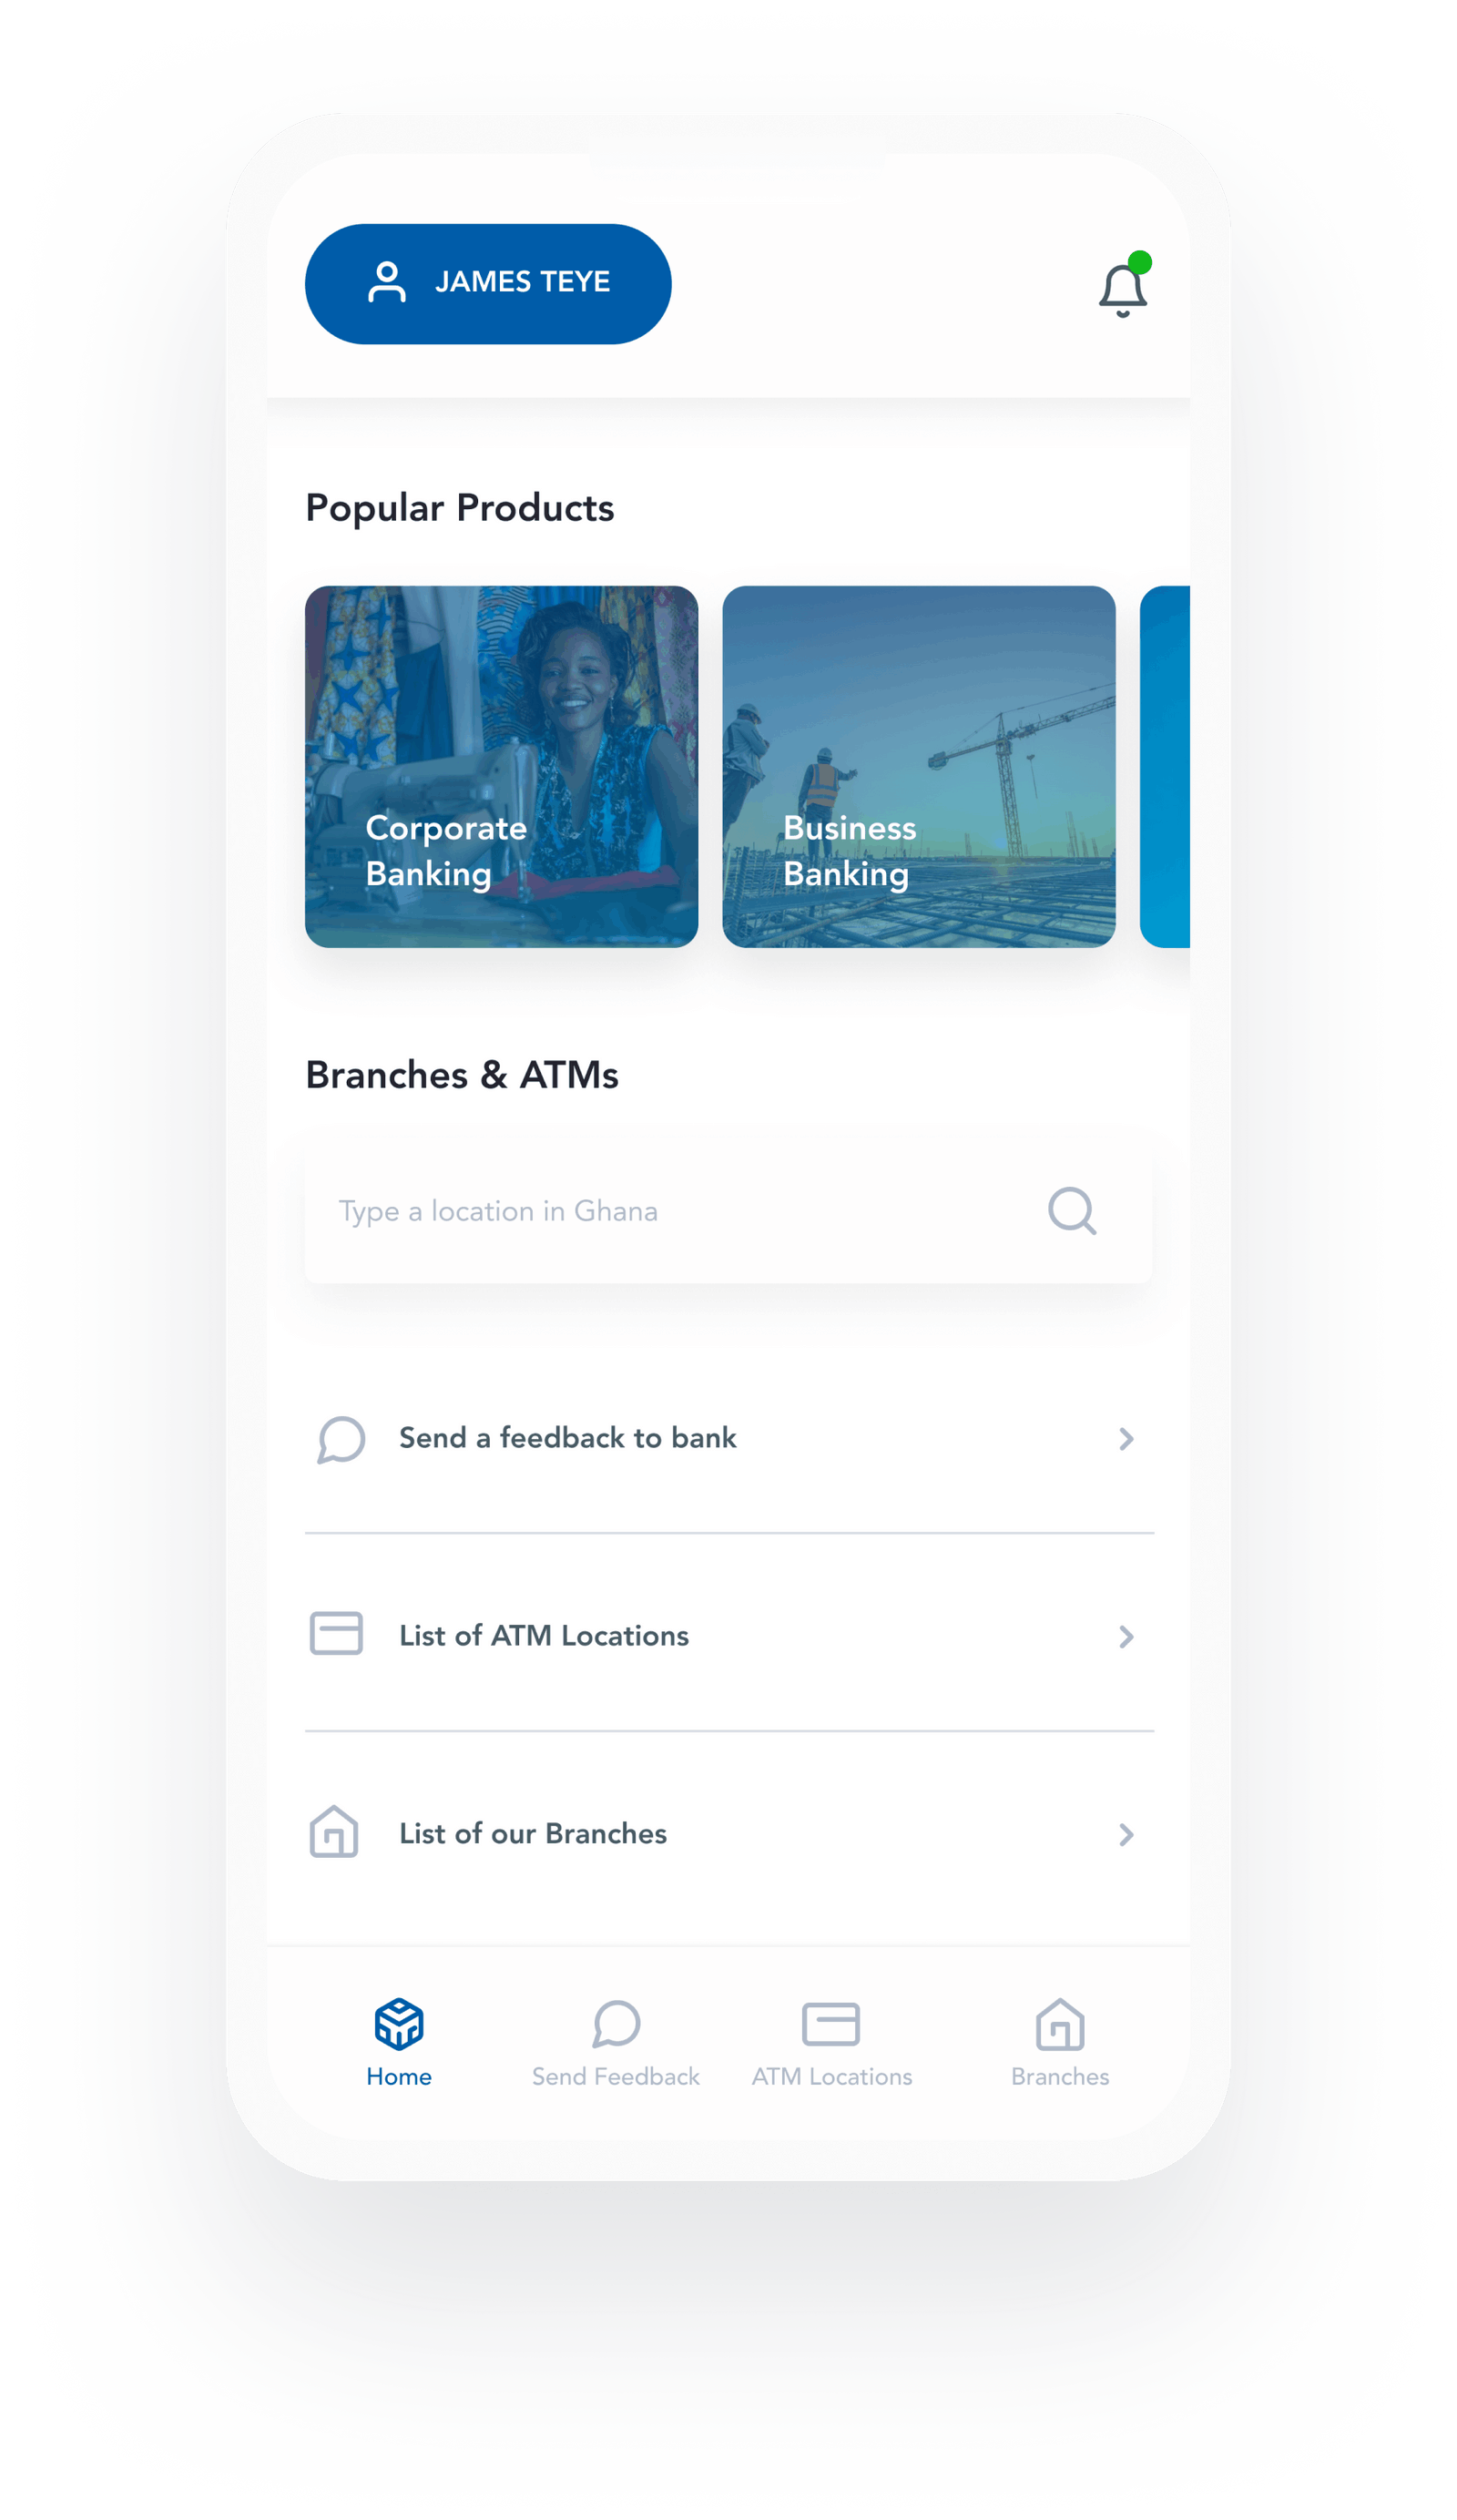 JAMES TEYE
Popular Products
Corporate
Banking
Business
Banking
Branches & ATMs
Type a location in Ghana
Send a feedback to bank
List of ATM Locations
List of our Branches
Home
Send Feedback
ATM Locations
Branches